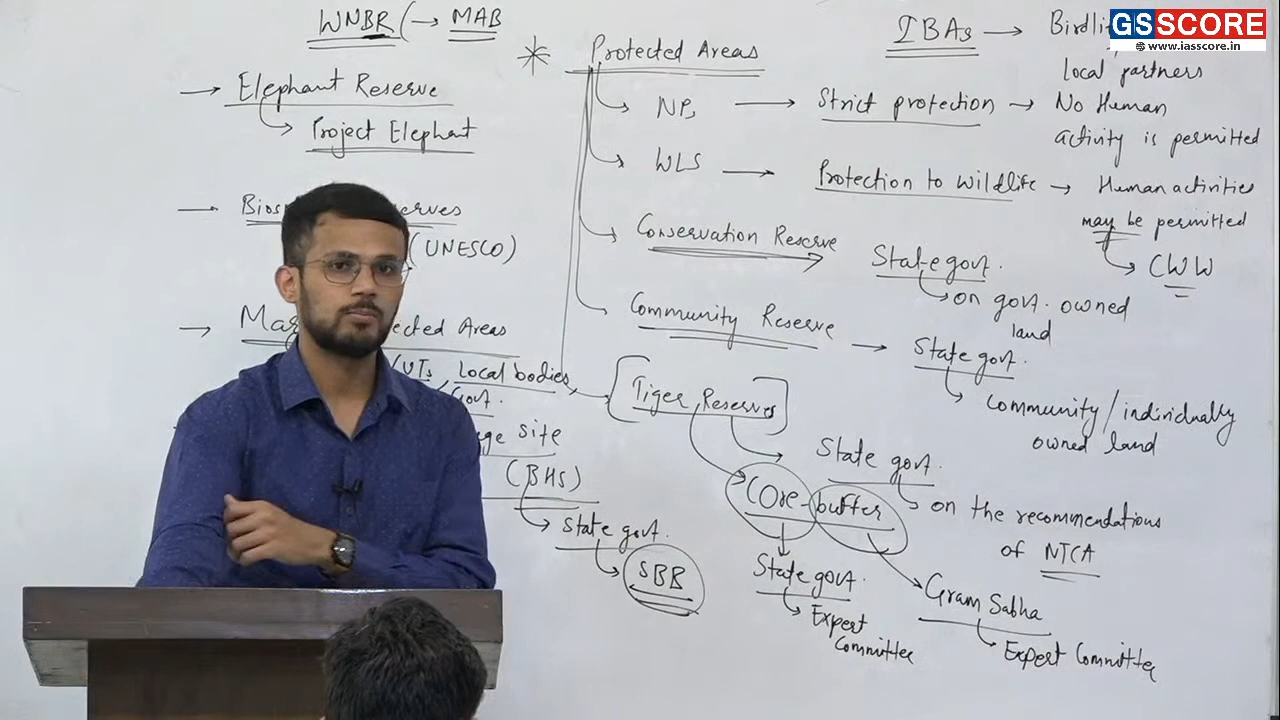 WNBR (→ MAB
→ Elephant Reserve
Project Elephant
→ Bios erves
(UNESCO)
→ Ma ected Areas
/UTs, local bodies,
Govt.
ge site
(BHS)
State govt.
SBB
* Protected Areas
NPs → Strict protection → No Human
activity is permitted
WLS → Protection to wildlife → Human activities
may be permitted
CWW
Conservation Reserve
State govt.
on govt. owned
land
Community Reserve → State govt.
Community/individually
owned land
[Tiger Reserves]
State govt.
on the recommendations
of NTCA
Core-buffer
State govt.
Expert
Committee
Gram Sabha
Expert Committee
IBAs → Birdli
local partners
GSSCORE
www.iasscore.in